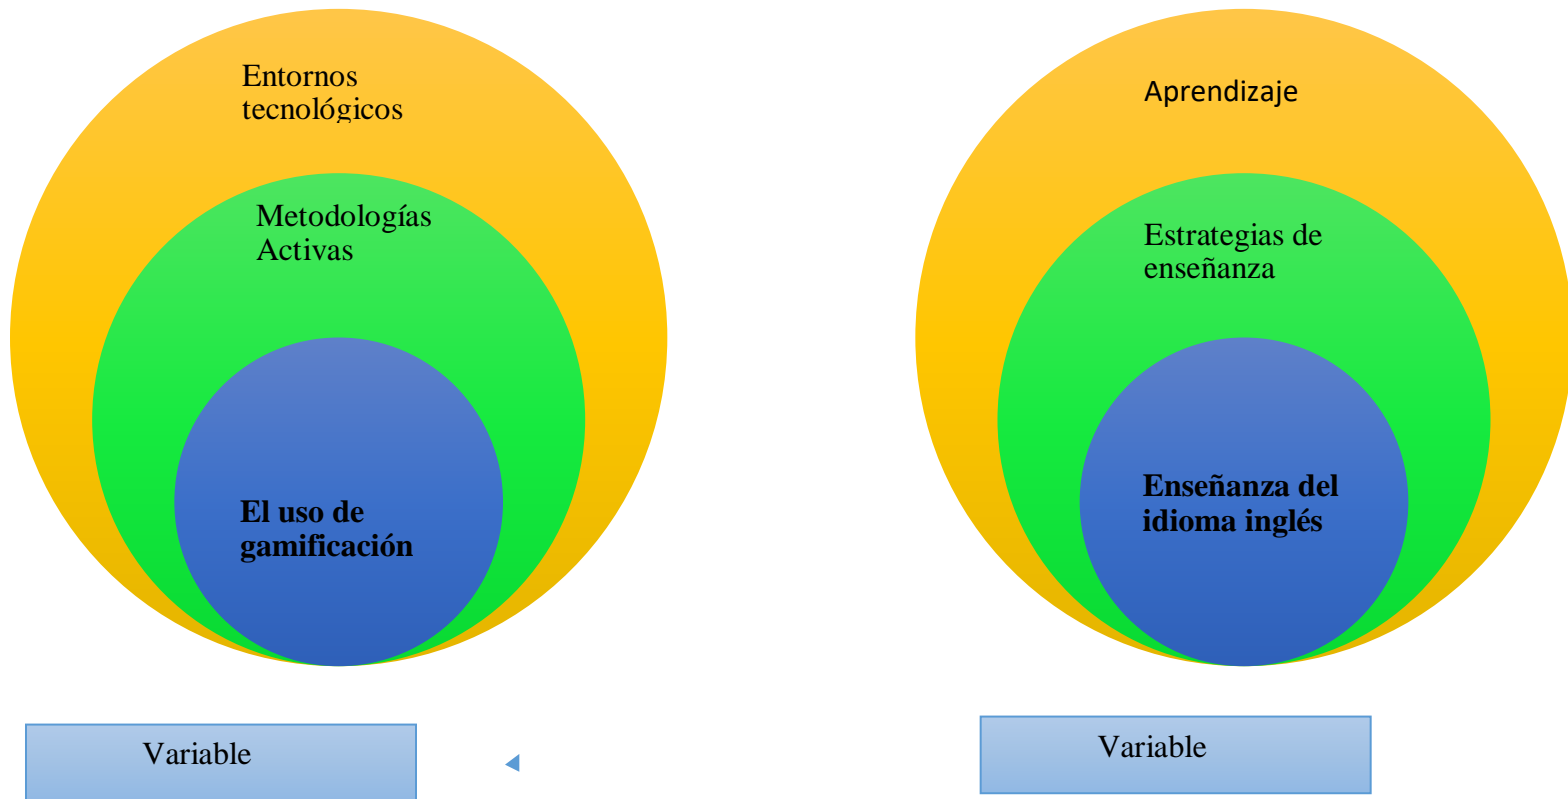 Entornos
tecnológicos
Metodologías
Activas
El uso de
gamificación
Variable
Aprendizaje
Estrategias de
enseñanza
Enseñanza del
idioma inglés
Variable